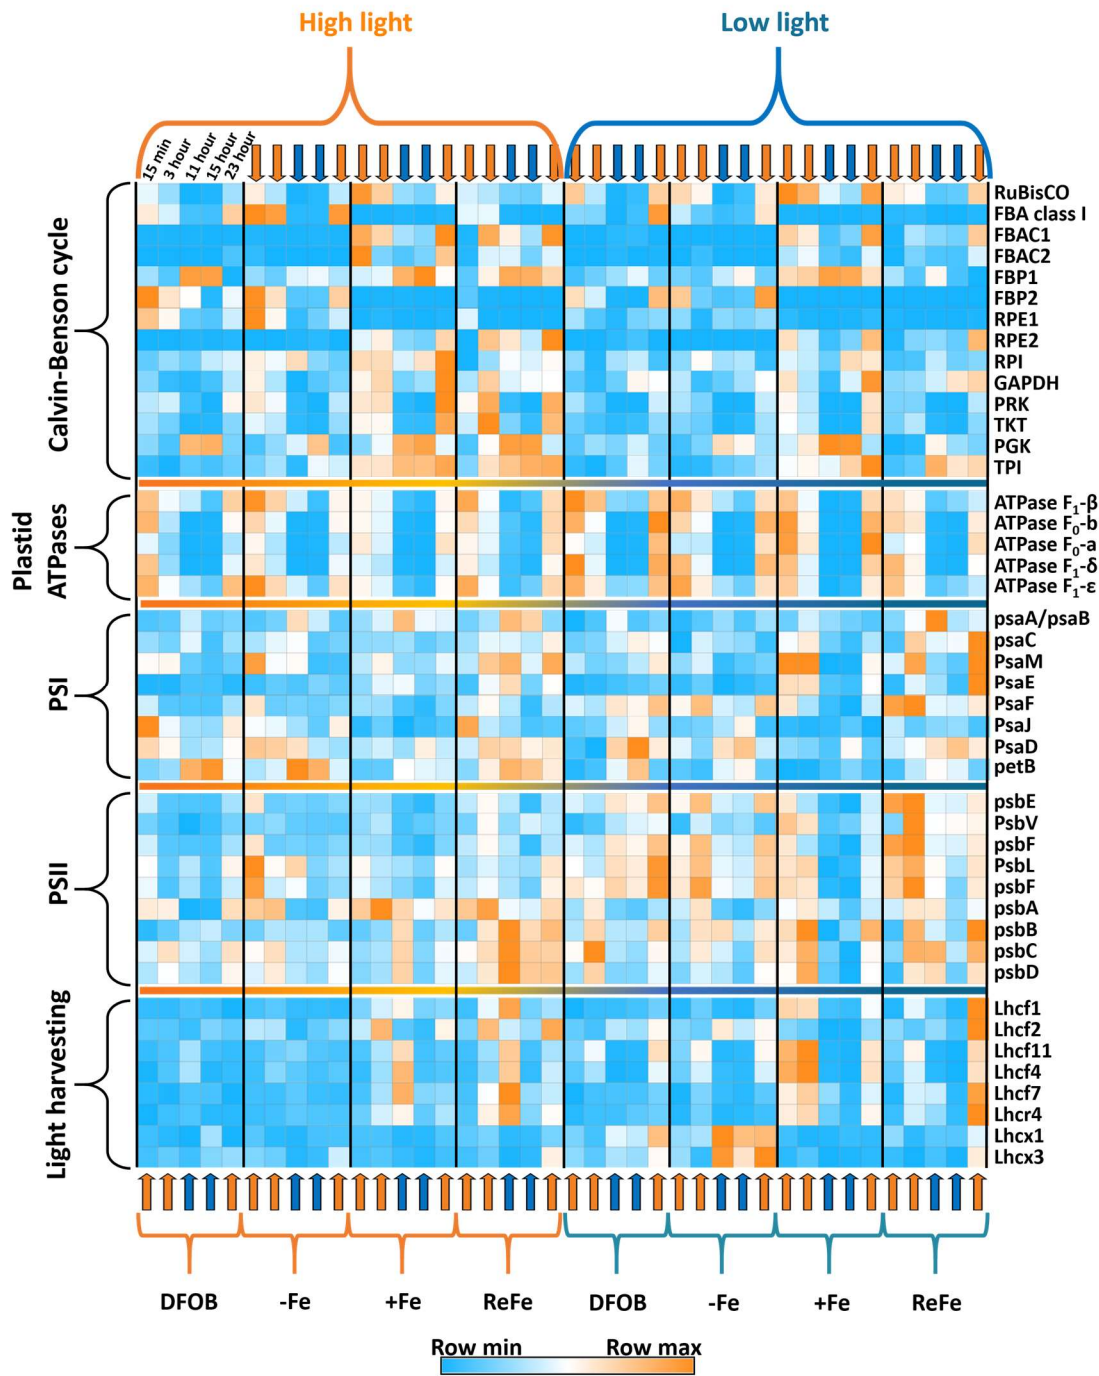 High light
Low light
15 min
3 hour
11 hour
15 hour
23 hour
Calvin-Benson cycle
RuBisCO
FBA class I
FBAC1
FBAC2
FBP1
FBP2
RPE1
RPE2
RPI
GAPDH
PRK
TKT
PGK
TPI
Plastid
ATPases
ATPase F1-β
ATPase F0-b
ATPase F0-a
ATPase F1-δ
ATPase F1-ε
PSI
psaA/psaB
psaC
PsaM
PsaE
PsaF
PsaJ
PsaD
petB
PSII
psbE
PsbV
psbF
PsbL
psbF
psbA
psbB
psbC
psbD
Light harvesting
Lhcf1
Lhcf2
Lhcf11
Lhcf4
Lhcf7
Lhcr4
Lhcx1
Lhcx3
DFOB
-Fe
+Fe
ReFe
DFOB
-Fe
+Fe
ReFe
Row min
Row max